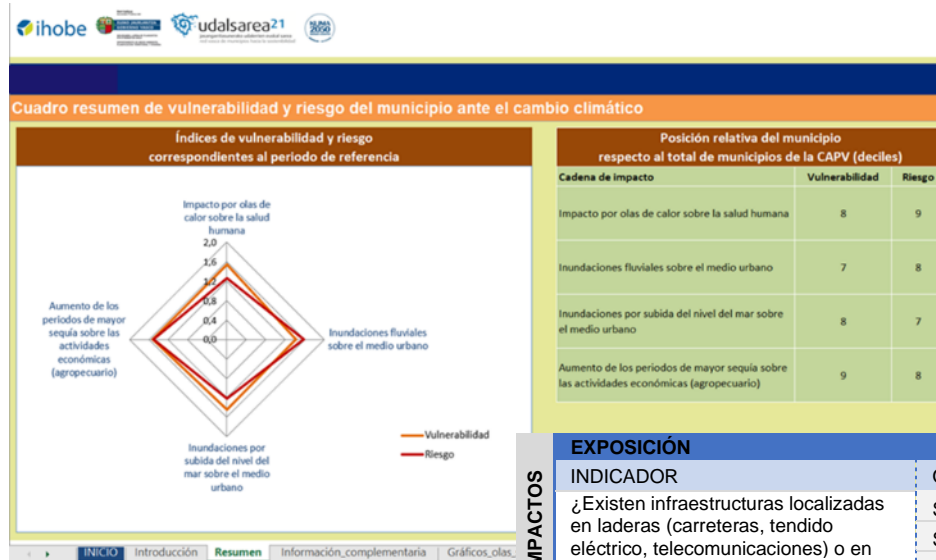 ihobe
udalsarea21
2050
Cuadro resumen de vulnerabilidad y riesgo del municipio ante el cambio climático
Índices de vulnerabilidad y riesgo
correspondientes al periodo de referencia
Impacto por olas de
calor sobre la salud
humana
2,0
1,6
1,2
0,8
0,4
0,0
Aumento de los
periodos de mayor
sequía sobre las
actividades
económicas
(agropecuario)
Inundaciones fluviales
sobre el medio urbano
Inundaciones por
subida del nivel del
mar sobre el medio
urbano
Vulnerabilidad
Riesgo
Posición relativa del municipio
respecto al total de municipios de la CAPV (deciles)
Cadena de impacto Vulnerabilidad Riesgo
Impacto por olas de calor sobre la salud humana 8 9
Inundaciones fluviales sobre el medio urbano 7 8
Inundaciones por subida del nivel del mar sobre
el medio urbano 8 7
Aumento de los periodos de mayor sequía sobre
las actividades económicas (agropecuario) 9 8
EXPOSICIÓN
INDICADOR
¿Existen infraestructuras localizadas
en laderas (carreteras, tendido
eléctrico, telecomunicaciones) o en
INICIO Introducción Resumen Información_complementaria Gráficos_olas_